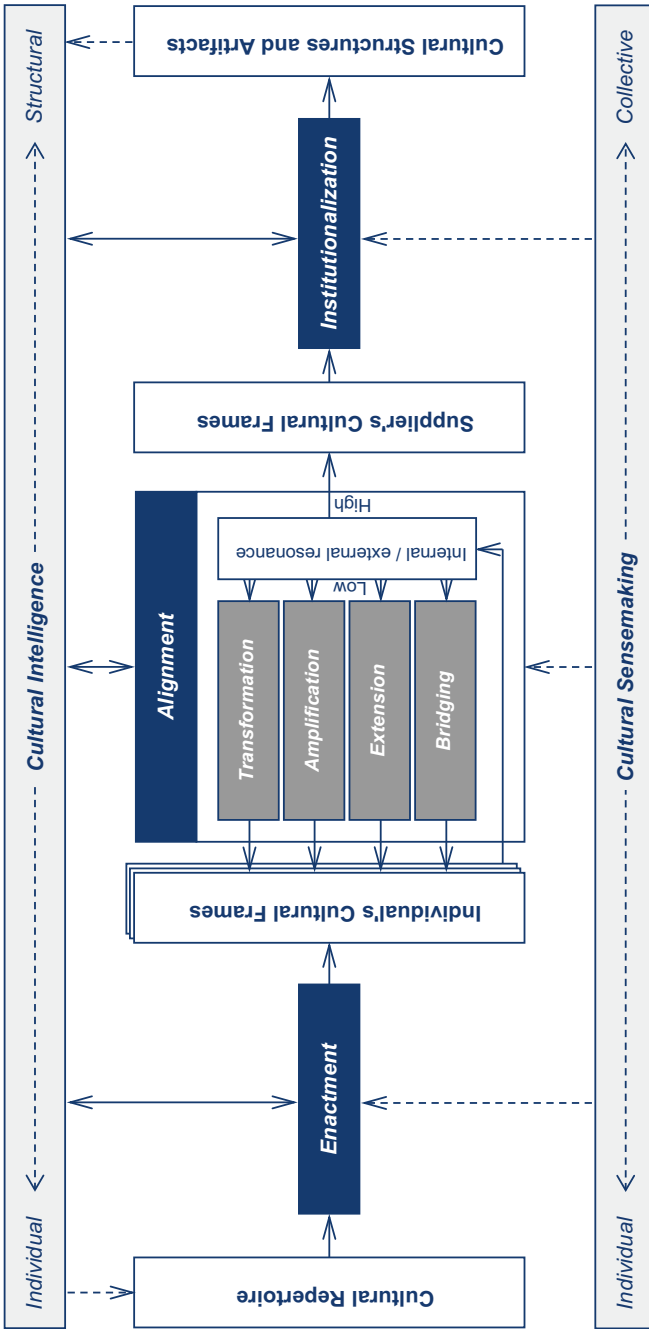 Individual
Cultural Intelligence
Structural
Cultural Repertoire
Enactment
Individual's Cultural Frames
Alignment
Transformation
Amplification
Extension
Bridging
Low
Internal / external resonance
High
Supplier's Cultural Frames
Institutionalization
Cultural Structures and Artifacts
Individual
Cultural Sensemaking
Collective